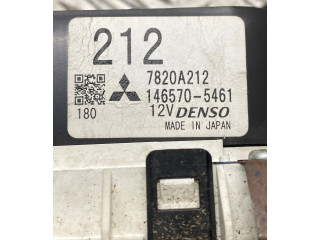 212
7820A212
146570-5461
180
12V DENSO
MADE IN JAPAN